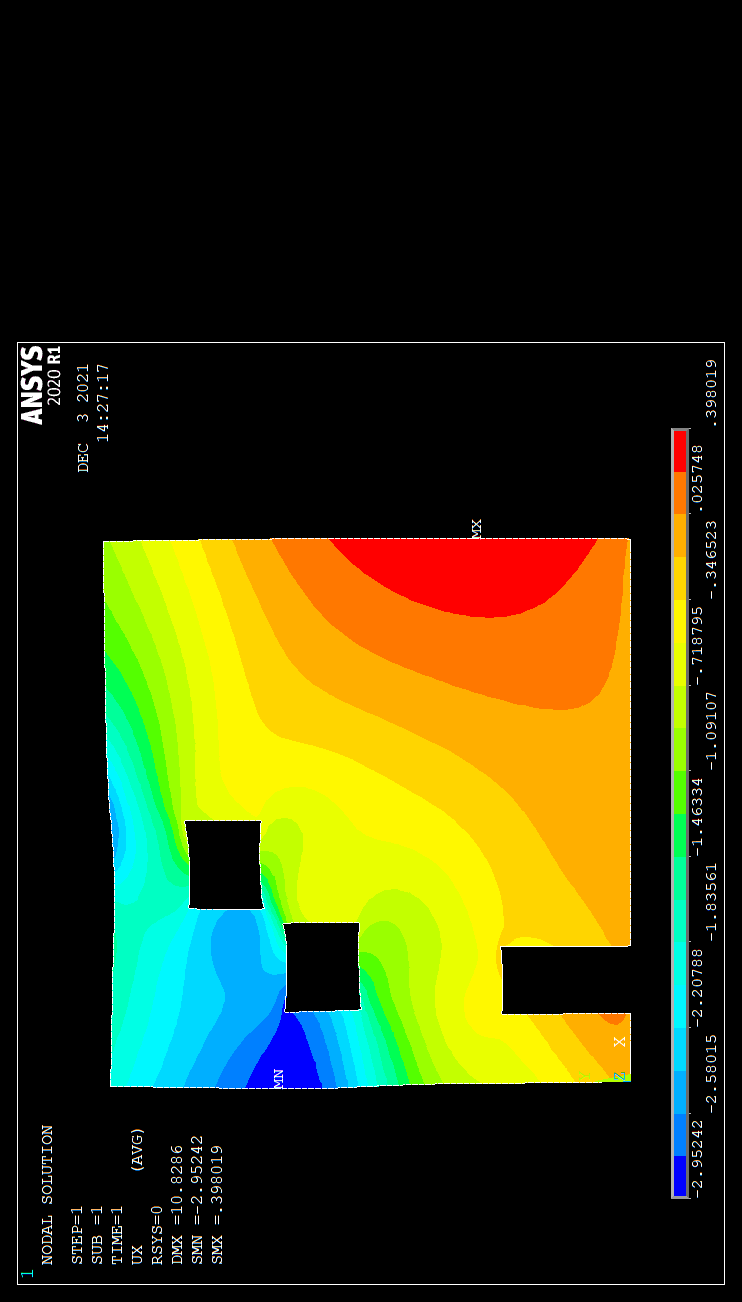 1
NODAL SOLUTION
STEP=1
SUB =1
TIME=1
UX (AVG)
RSYS=0
DMX =10.8286
SMN =-2.95242
SMX =.398019
ANSYS
2020 R1
DEC 3 2021
14:27:17
MX
MN
X
Z
-2.95242
-2.58015
-2.20788
-1.83561
-1.46334
-1.09107
-.718795
-.346523
.025748
.398019